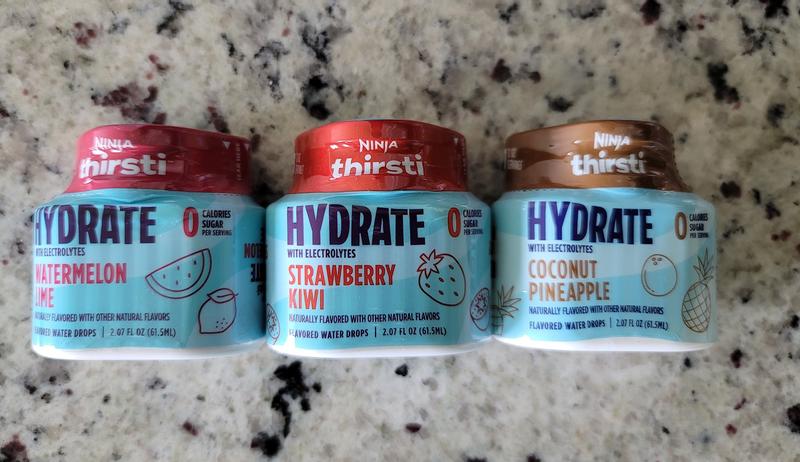 NINJA
thirsti
HYDRATE
WITH ELECTROLYTES
0 CALORIES
SUGAR
PER SERVING
WATERMELON
LIME
NATURALLY FLAVORED WITH OTHER NATURAL FLAVORS
FLAVORED WATER DROPS | 2.07 FL OZ (61.5ML)
NINJA
thirsti
HYDRATE
WITH ELECTROLYTES
0 CALORIES
SUGAR
PER SERVING
STRAWBERRY
KIWI
NATURALLY FLAVORED WITH OTHER NATURAL FLAVORS
FLAVORED WATER DROPS | 2.07 FL OZ (61.5ML)
NINJA
thirsti
HYDRATE
WITH ELECTROLYTES
0 CALORIES
SUGAR
PER SERVING
COCONUT
PINEAPPLE
NATURALLY FLAVORED WITH OTHER NATURAL FLAVORS
FLAVORED WATER DROPS | 2.07 FL OZ (61.5ML)